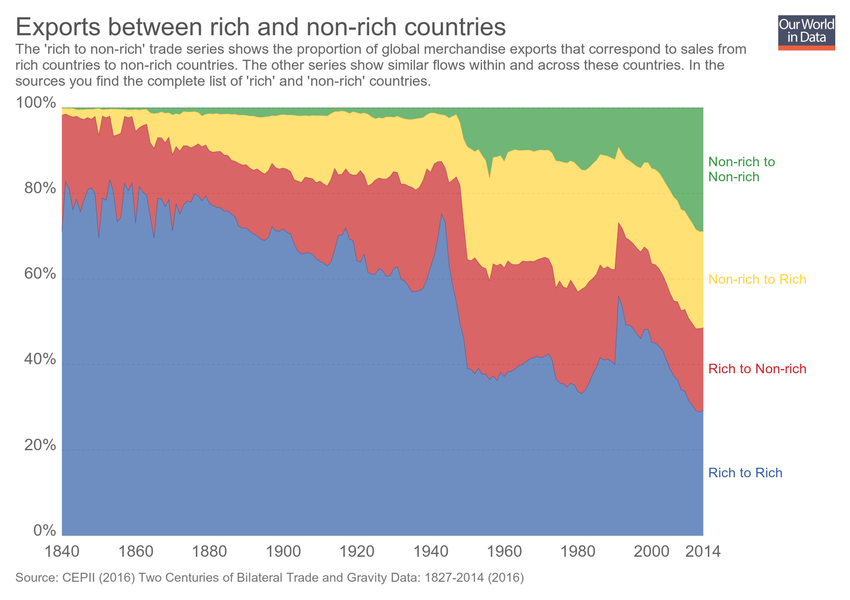 Exports between rich and non-rich countries
Our World
in Data
The 'rich to non-rich' trade series shows the proportion of global merchandise exports that correspond to sales from
rich countries to non-rich countries. The other series show similar flows within and across these countries. In the
sources you find the complete list of 'rich' and 'non-rich' countries.
100%
80%
60%
40%
20%
0%
Non-rich to
Non-rich
Non-rich to Rich
Rich to Non-rich
Rich to Rich
1840 1860 1880 1900 1920 1940 1960 1980 2000 2014
Source: CEPII (2016) Two Centuries of Bilateral Trade and Gravity Data: 1827-2014 (2016)